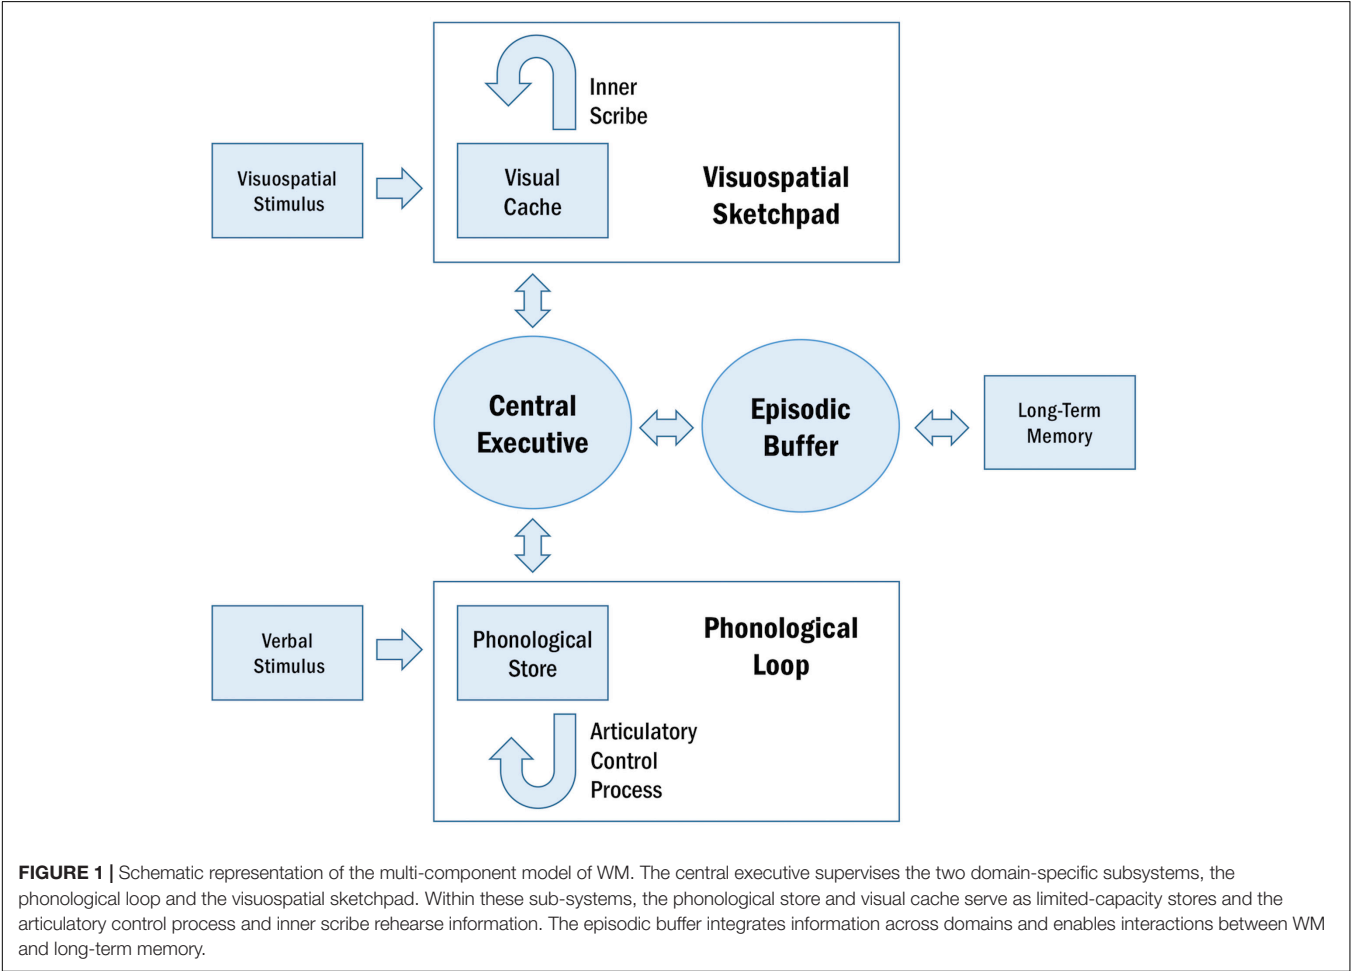 Inner
Scribe
Visuospatial
Stimulus
Visual
Cache
Visuospatial
Sketchpad
Central
Executive
Episodic
Buffer
Long-Term
Memory
Verbal
Stimulus
Phonological
Store
Phonological
Loop
Articulatory
Control
Process
FIGURE 1 | Schematic representation of the multi-component model of WM. The central executive supervises the two domain-specific subsystems, the
phonological loop and the visuospatial sketchpad. Within these sub-systems, the phonological store and visual cache serve as limited-capacity stores and the
articulatory control process and inner scribe rehearse information. The episodic buffer integrates information across domains and enables interactions between WM
and long-term memory.